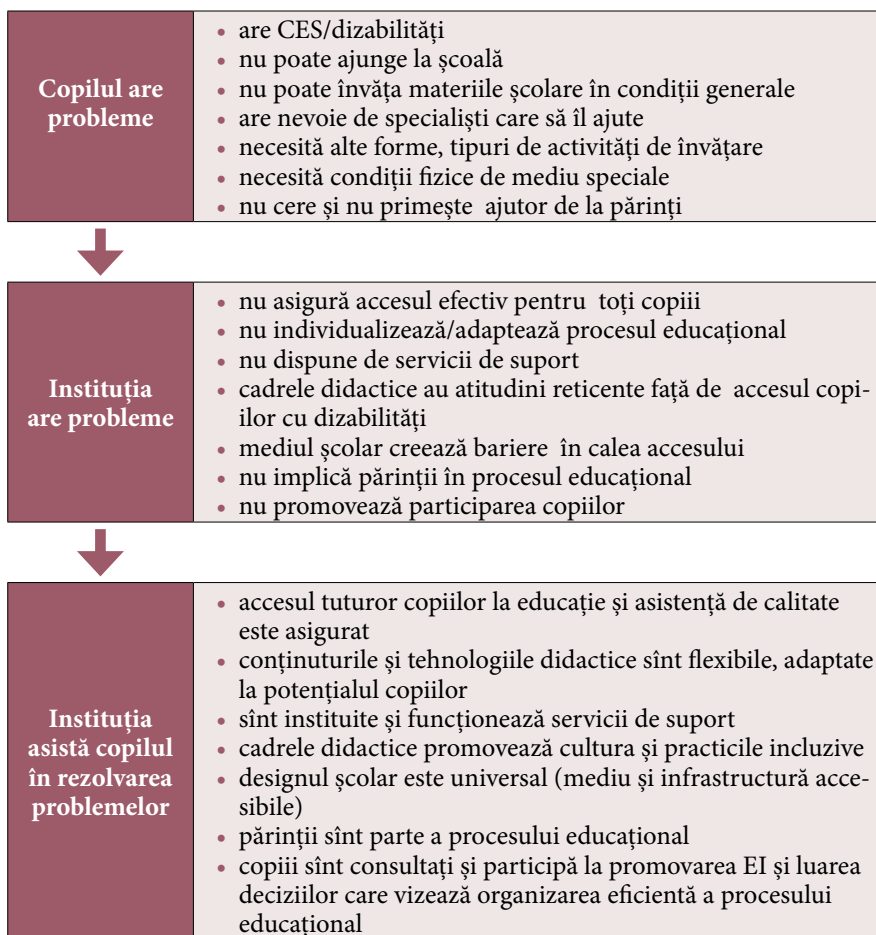 Copilul are
probleme
• are CES/dizabilități
• nu poate ajunge la școală
• nu poate învăța materiile școlare în condiții generale
• are nevoie de specialiști care să îl ajute
• necesită alte forme, tipuri de activități de învățare
• necesită condiții fizice de mediu speciale
• nu cere și nu primește ajutor de la părinți
Instituția
are probleme
• nu asigură accesul efectiv pentru toți copiii
• nu individualizează/adaptează procesul educațional
• nu dispune de servicii de suport
• cadrele didactice au atitudini reticente față de accesul copi-
ilor cu dizabilități
• mediul școlar creează bariere în calea accesului
• nu implică părinții în procesul educațional
• nu promovează participarea copiilor
Instituția
asistă copilul
în rezolvarea
problemelor
• accesul tuturor copiilor la educație și asistență de calitate
este asigurat
• conținuturile și tehnologiile didactice sînt flexibile, adaptate
la potențialul copiilor
• sînt instituite și funcționează servicii de suport
• cadrele didactice promovează cultura și practicile incluzive
• designul școlar este universal (mediu și infrastructură acce-
sibile)
• părinții sînt parte a procesului educațional
• copiii sînt consultați și participă la promovarea EI și luarea
deciziilor care vizează organizarea eficientă a procesului
educațional